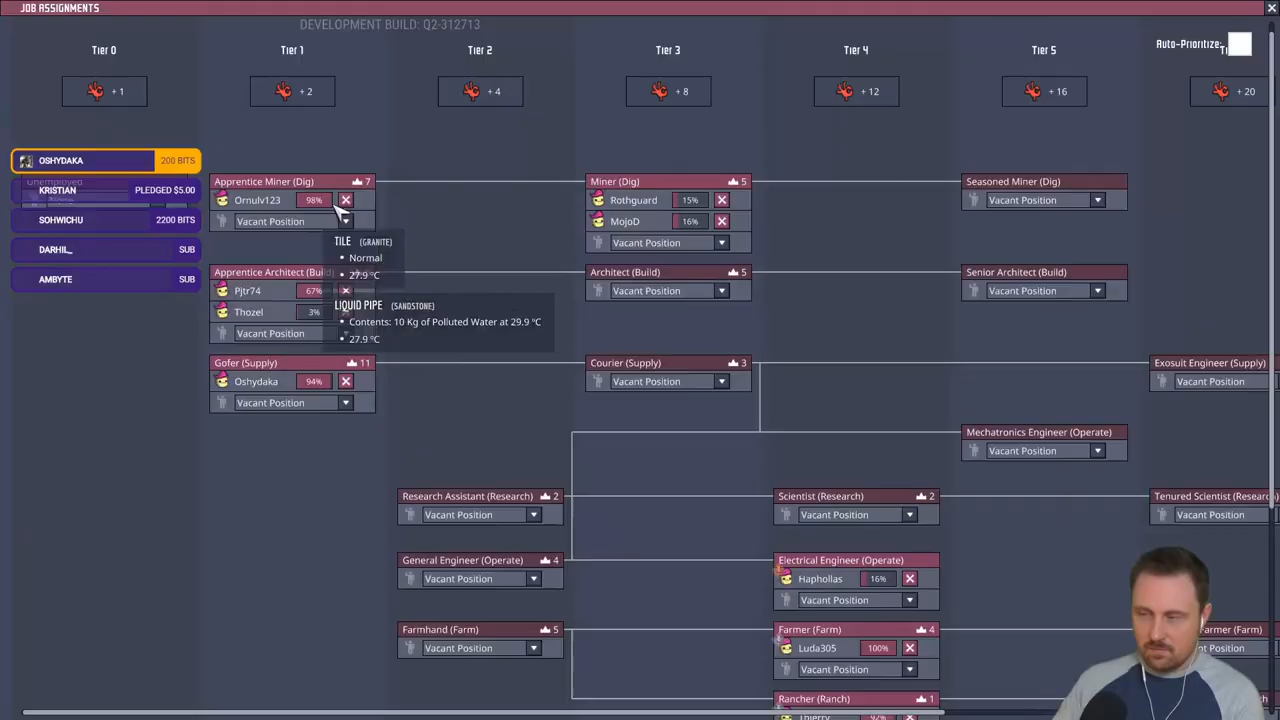 JOB ASSIGNMENTS
DEVELOPMENT BUILD: Q2-312713
Tier 0
Tier 1
Tier 2
Tier 3
Tier 4
Tier 5
Auto-Prioritize:
+ 1
+ 2
+ 4
+ 8
+ 12
+ 16
+ 20
OSHYDAKA 200 BITS
KRISTIAN PLEDGED $5.00
SOHWICHU 2200 BITS
DARHIL_ SUB
AMBYTE SUB
Unemployed
Apprentice Miner (Dig) 7
Ornulv123 98%
Vacant Position
Miner (Dig) 5
Rothguard 15%
MojoD 16%
Vacant Position
Seasoned Miner (Dig)
Vacant Position
TILE (GRANITE)
• Normal
• 27.9 ºC
Apprentice Architect (Build)
Pjtr74 67%
Thozel 3%
Vacant Position
LIQUID PIPE (SANDSTONE)
• Contents: 10 Kg of Polluted Water at 29.9 ºC
• 27.9 ºC
Architect (Build) 5
Vacant Position
Senior Architect (Build)
Vacant Position
Gofer (Supply) 11
Oshydaka 94%
Vacant Position
Courier (Supply) 3
Vacant Position
Exosuit Engineer (Supply)
Vacant Position
Mechatronics Engineer (Operate)
Vacant Position
Research Assistant (Research) 2
Vacant Position
Scientist (Research) 2
Vacant Position
Tenured Scientist (Research)
Vacant Position
General Engineer (Operate) 4
Vacant Position
Electrical Engineer (Operate)
Haphollas 16%
Vacant Position
Farmhand (Farm) 5
Vacant Position
Farmer (Farm) 4
Luda305 100%
Vacant Position
Farmer (Farm)
Vacant Position
Rancher (Ranch) 1
Thierry 92%